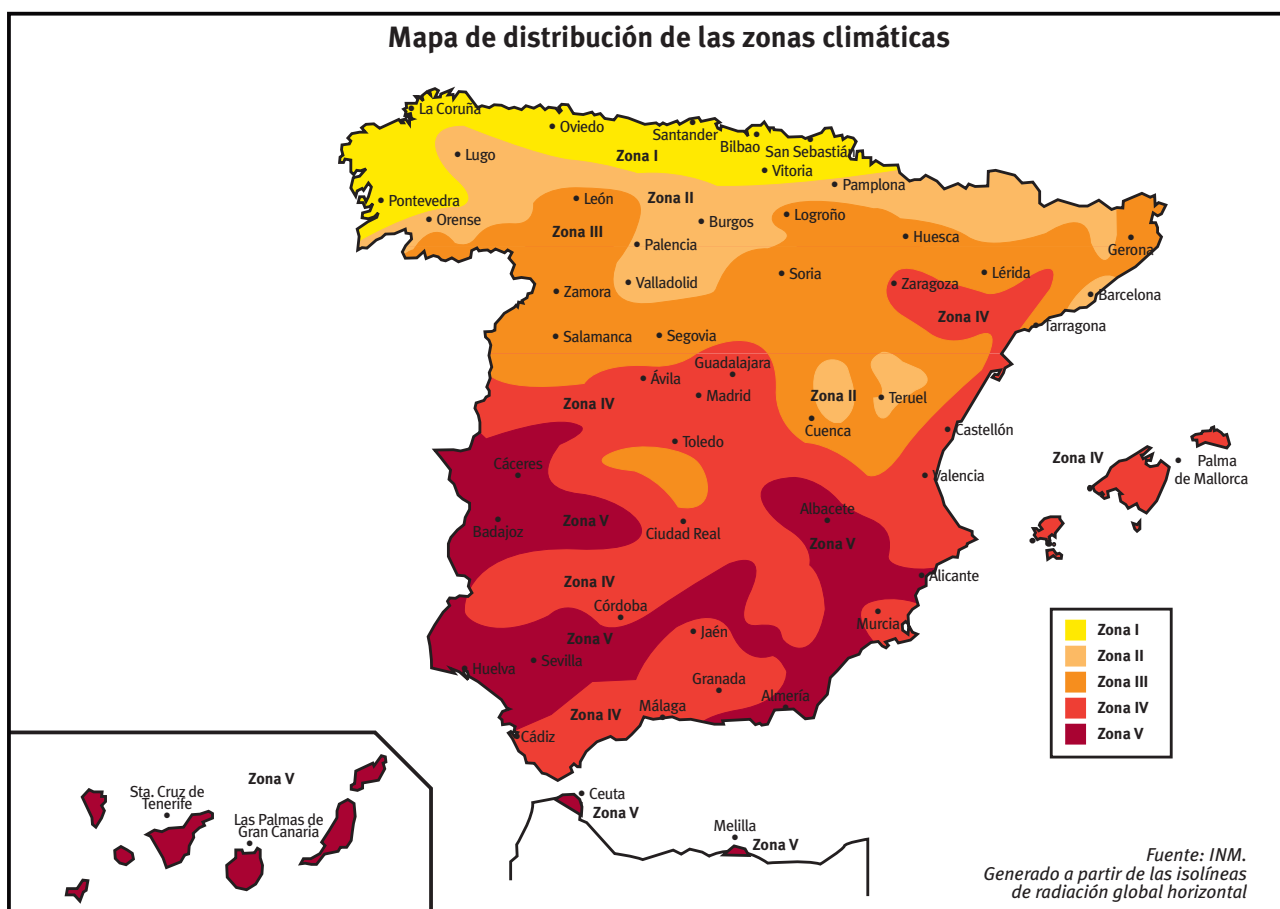 Mapa de distribución de las zonas climáticas
La Coruña
Oviedo
Santander
Bilbao
San Sebastián
Zona I
Vitoria
Lugo
Pamplona
Pontevedra
León
Zona II
Orense
Burgos
Logroño
Zona III
Palencia
Huesca
Gerona
Valladolid
Soria
Zaragoza
Lérida
Zamora
Barcelona
Zona IV
Tarragona
Salamanca
Segovia
Guadalajara
Ávila
Madrid
Zona II
Teruel
Zona IV
Cuenca
Castellón
Toledo
Cáceres
Valencia
Zona IV
Palma
de Mallorca
Badajoz
Zona V
Ciudad Real
Albacete
Zona V
Zona IV
Alicante
Córdoba
Murcia
Zona V
Jaén
Huelva
Sevilla
Granada
Almería
Zona IV
Málaga
Cádiz
Zona I
Zona II
Zona III
Zona IV
Zona V
Zona V
Sta. Cruz de
Tenerife
Las Palmas de
Gran Canaria
Ceuta
Zona V
Melilla
Zona V
Fuente: INM.
Generado a partir de las isolíneas
de radiación global horizontal